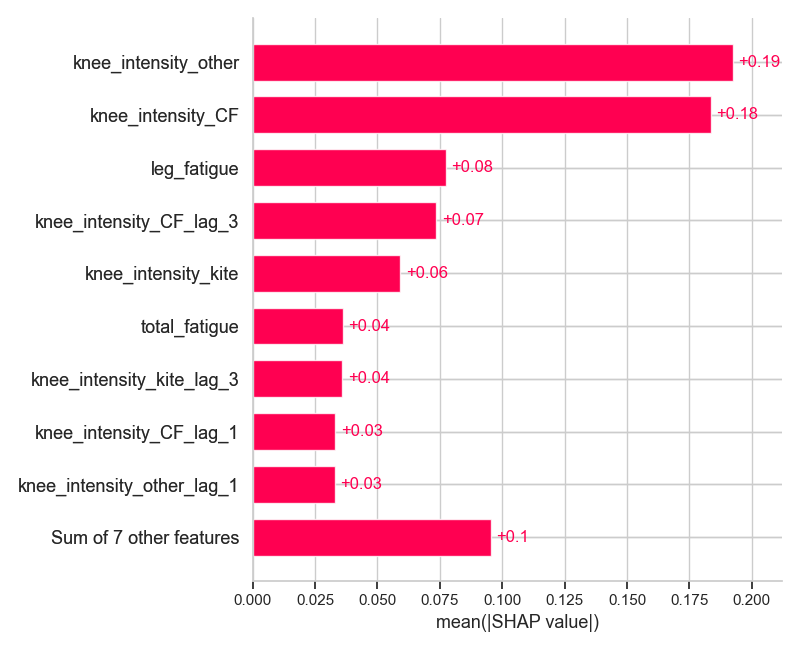 knee_intensity_other +0.19
knee_intensity_CF +0.18
leg_fatigue +0.08
knee_intensity_CF_lag_3 +0.07
knee_intensity_kite +0.06
total_fatigue +0.04
knee_intensity_kite_lag_3 +0.04
knee_intensity_CF_lag_1 +0.03
knee_intensity_other_lag_1 +0.03
Sum of 7 other features +0.1
0.000 0.025 0.050 0.075 0.100 0.125 0.150 0.175 0.200
mean(|SHAP value|)